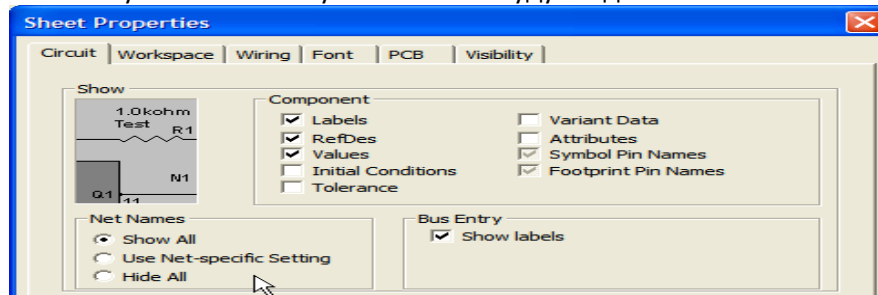 Sheet Properties
Circuit Workspace Wiring Font PCB Visibility
Show
1.0kohm
Test R1
N1
Q1
Component
Labels
RefDes
Values
Initial Conditions
Tolerance
Variant Data
Attributes
Symbol Pin Names
Footprint Pin Names
Net Names
Show All
Use Net-specific Setting
Hide All
Bus Entry
Show labels